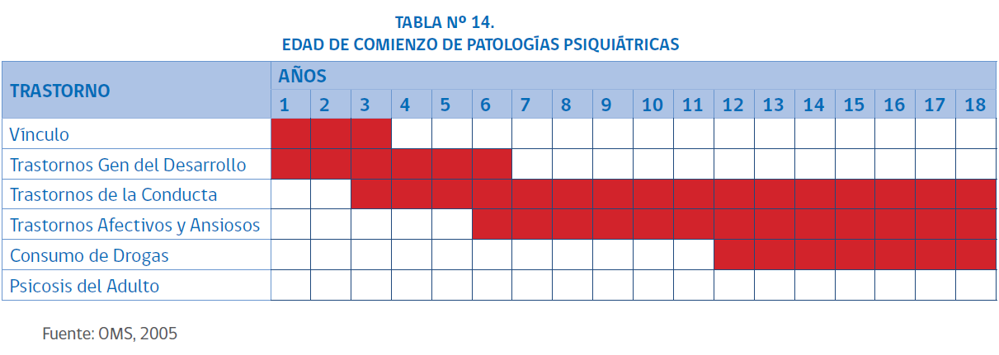 TABLA Nº 14.
EDAD DE COMIENZO DE PATOLOGÍAS PSIQUIÁTRICAS
TRASTORNO
AÑOS
1 2 3 4 5 6 7 8 9 10 11 12 13 14 15 16 17 18
Vínculo
Trastornos Gen del Desarrollo
Trastornos de la Conducta
Trastornos Afectivos y Ansiosos
Consumo de Drogas
Psicosis del Adulto
Fuente: OMS, 2005